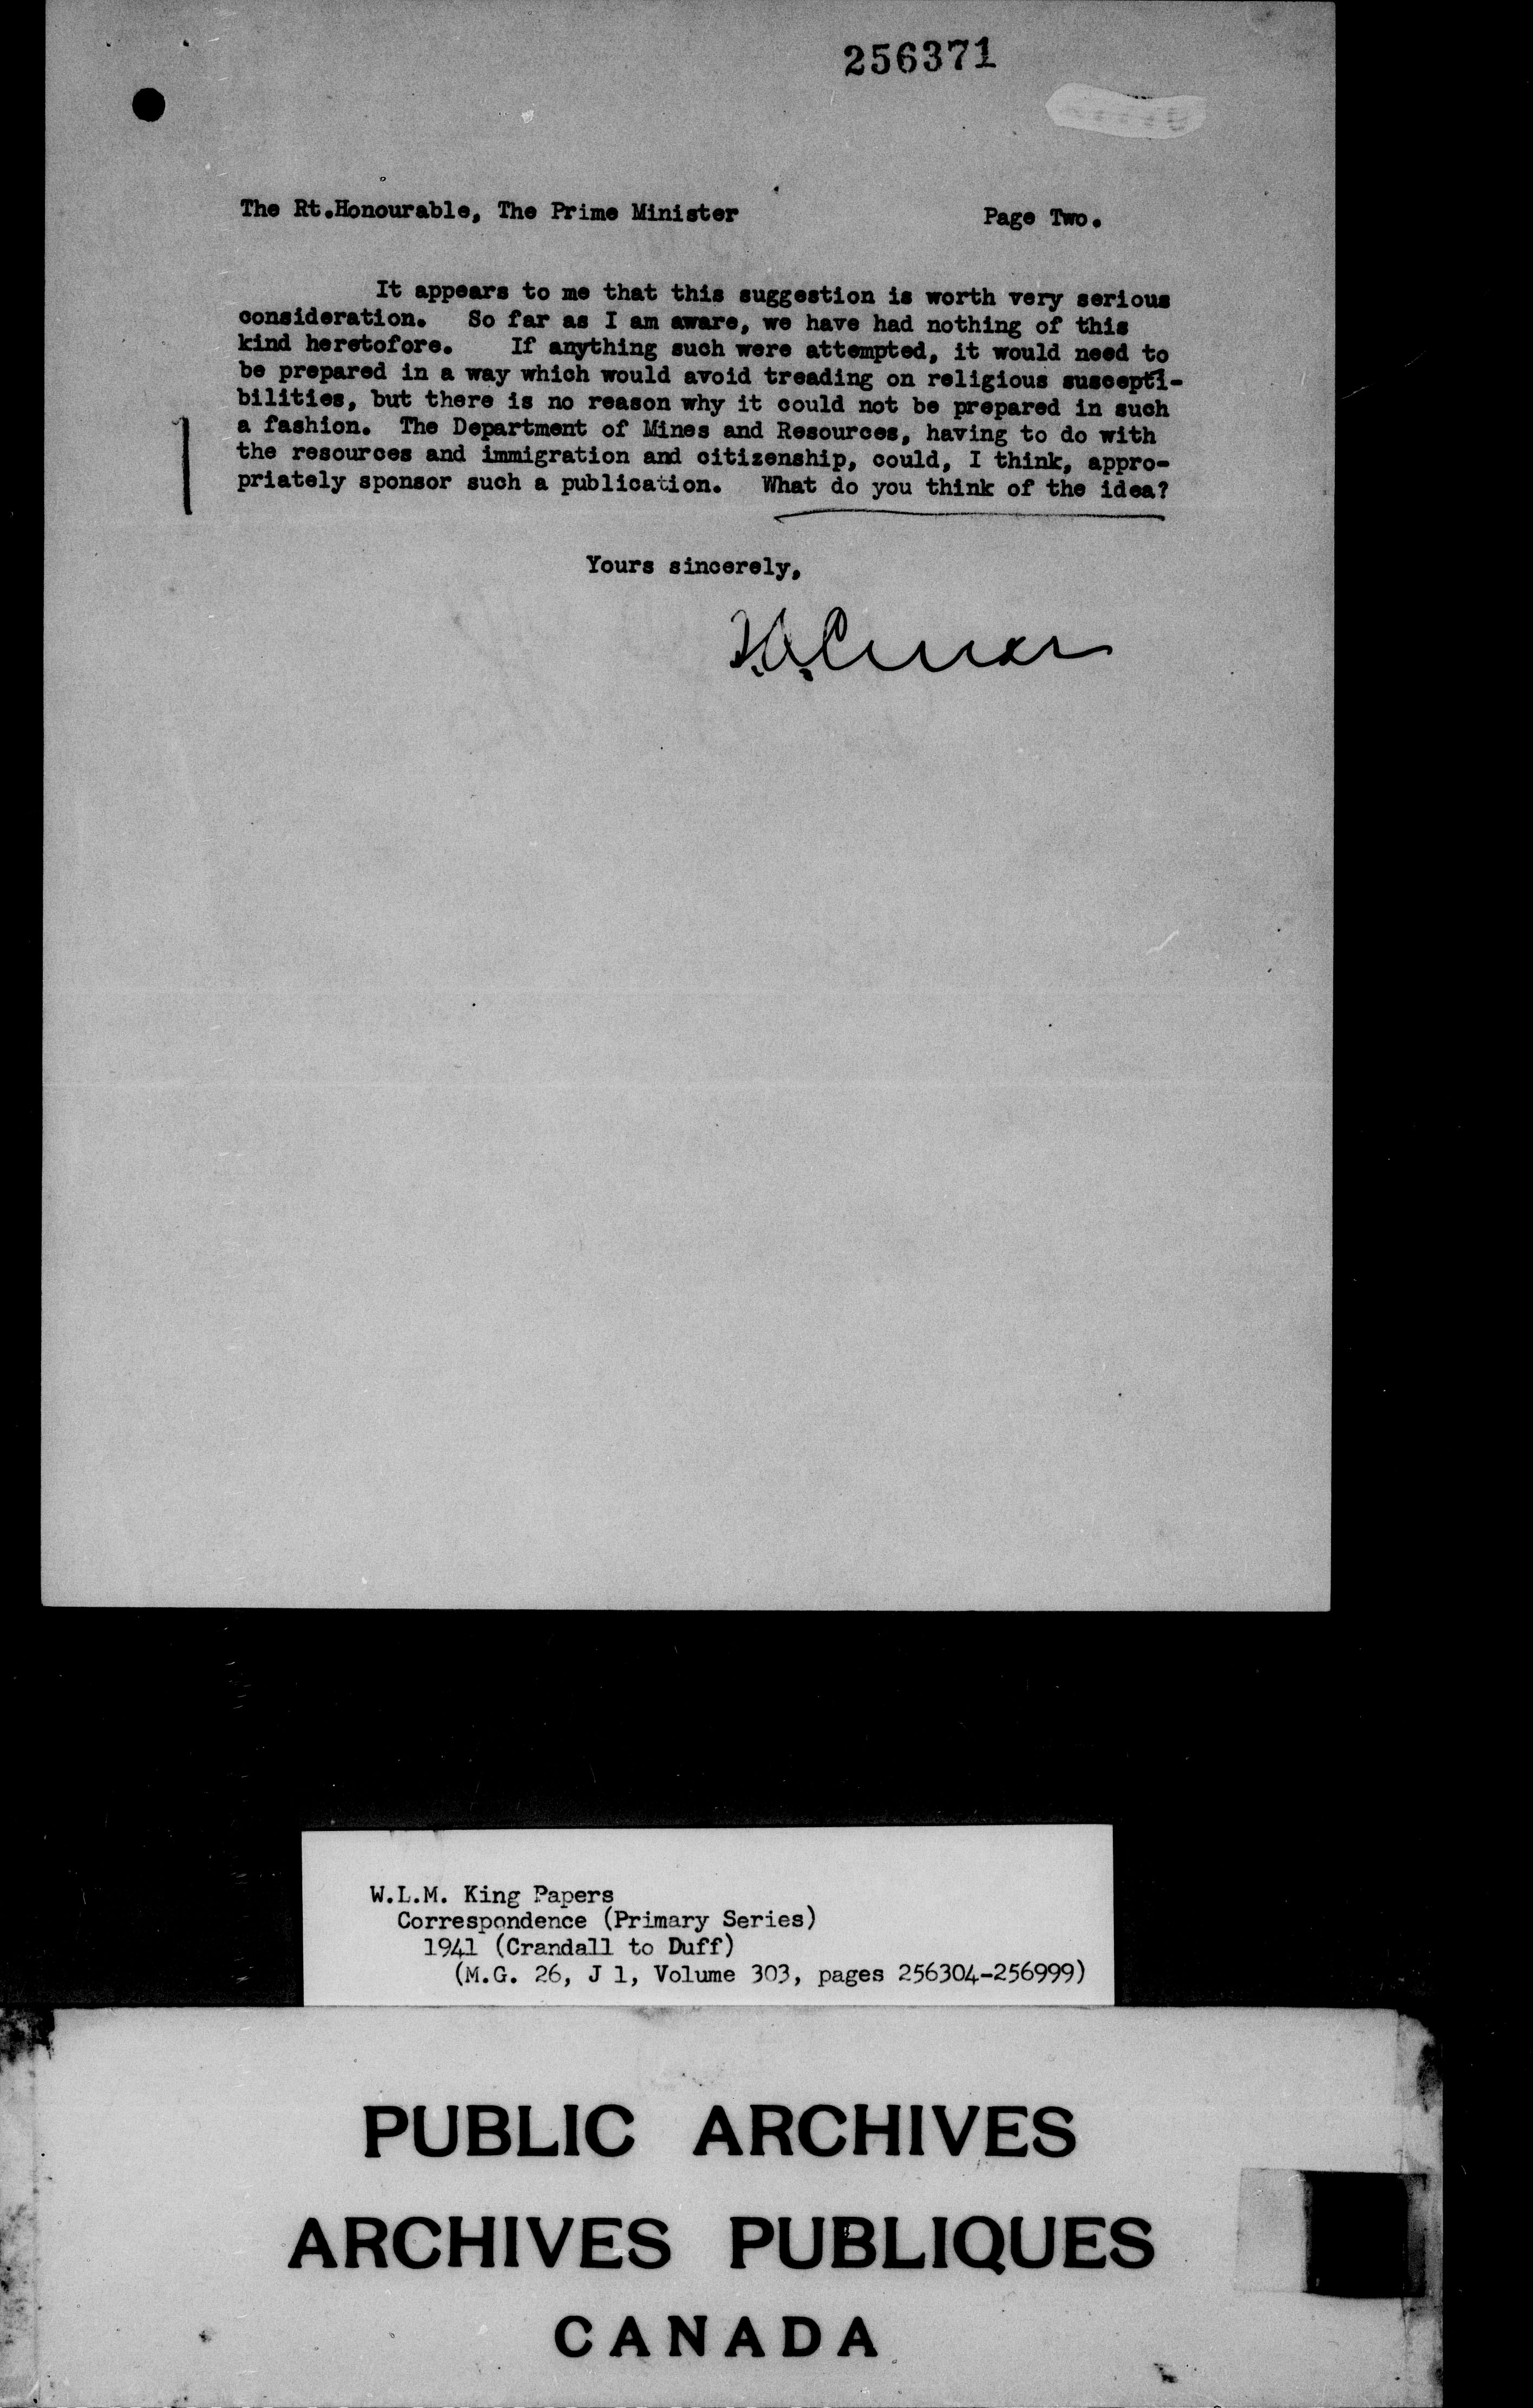 256371
The Rt.Honourable, The Prime Minister Page Two.
It appears to me that this suggestion is worth very serious
consideration. So far as I am aware, we have had nothing of this
kind heretofore. If anything such were attempted, it would need to
be prepared in a way which would avoid treading on religious suscepti-
bilities, but there is no reason why it could not be prepared in such
a fashion. The Department of Mines and Resources, having to do with
the resources and immigration and citizenship, could, I think, appro-
priately sponsor such a publication. What do you think of the idea?
Yours sincerely,
W.L.M. King Papers
Correspondence (Primary Series)
1941 (Crandall to Duff)
(M.G. 26, J 1, Volume 303, pages 256304-256999)
PUBLIC ARCHIVES
ARCHIVES PUBLIQUES
CANADA